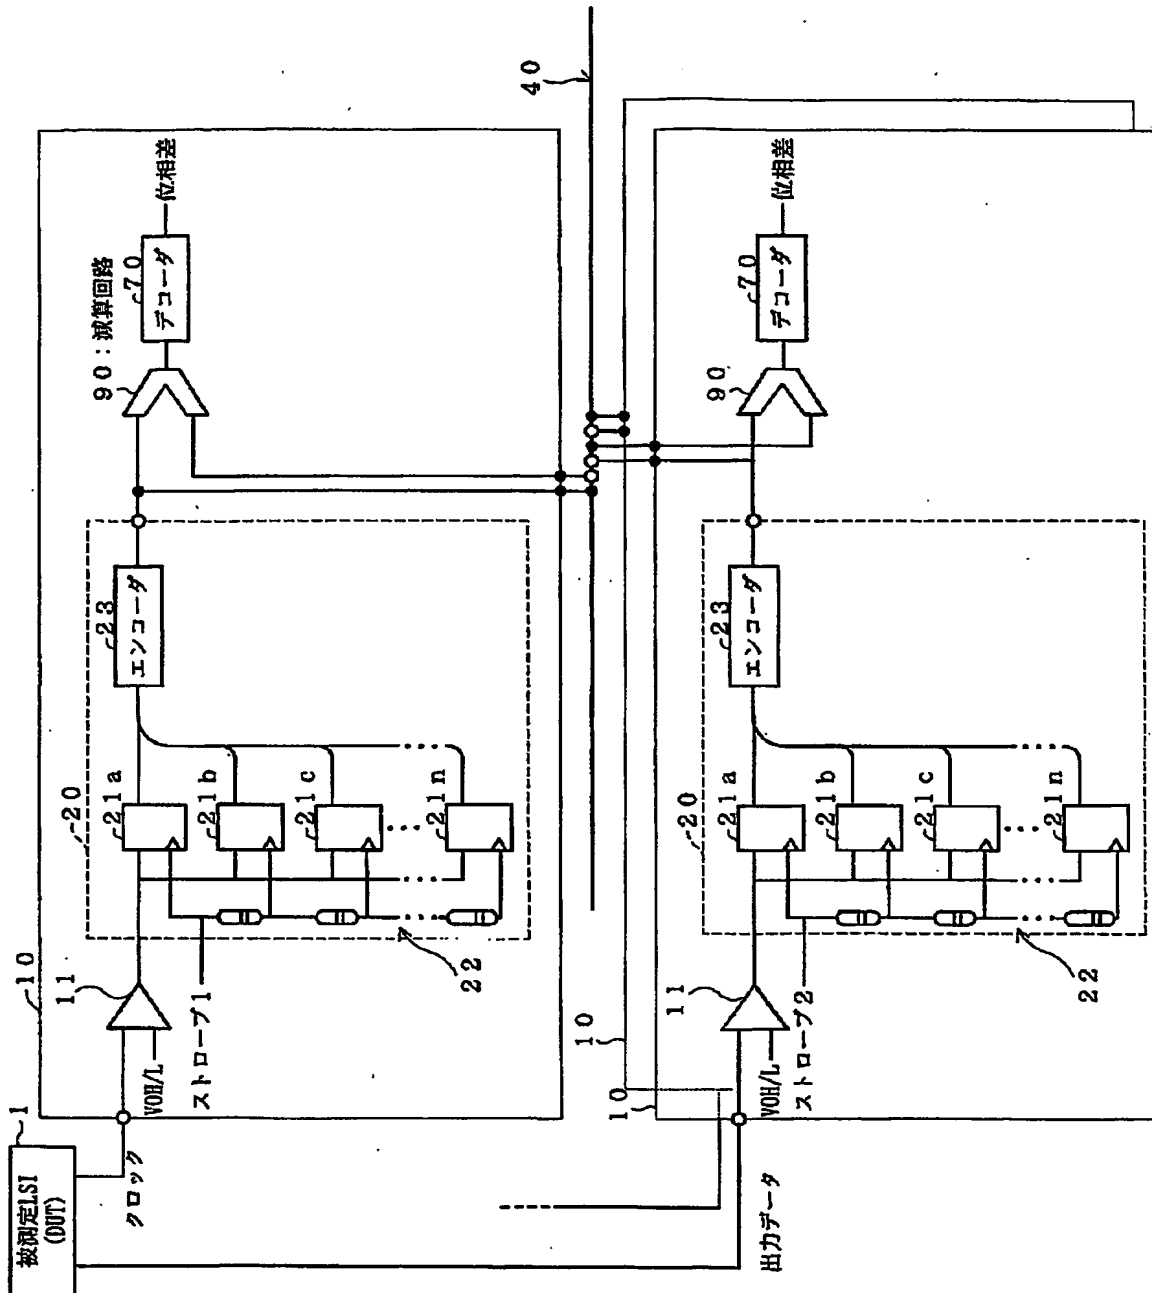 被測定LSI
(DUT)
1
クロック
出力データ
10
11
VOH/L
ストローブ1
20
21a
21b
21c
21n
22
エンコーダ
23
90:減算回路
デコーダ
70
位相差
40
10
10
11
VOH/L
ストローブ2
20
21a
21b
21c
21n
22
エンコーダ
23
90
デコーダ
70
位相差